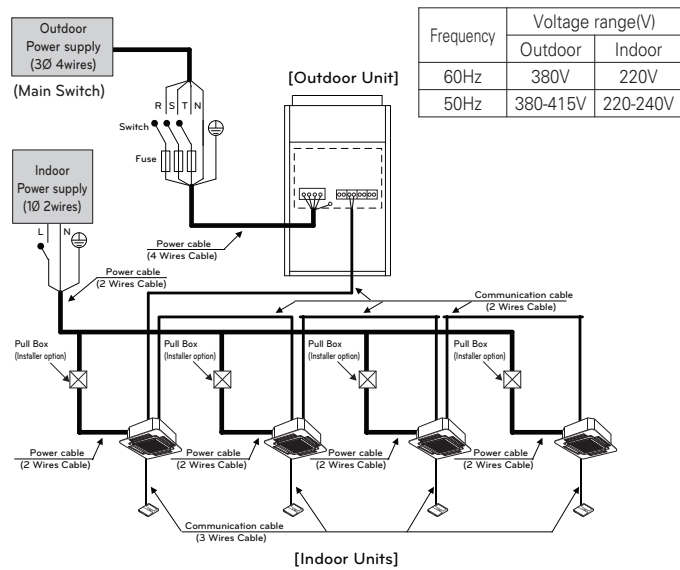 Outdoor
Power supply
(3Ø 4wires)
(Main Switch)
R S T N
Switch
Fuse
[Outdoor Unit]
Frequency
Voltage range(V)
Outdoor Indoor
60Hz 380V 220V
50Hz 380-415V 220-240V
Indoor
Power supply
(1Ø 2wires)
L N
Power cable
(4 Wires Cable)
Power cable
(2 Wires Cable)
Communication cable
(2 Wires Cable)
Pull Box
(Installer option)
Pull Box
(Installer option)
Pull Box
(Installer option)
Pull Box
(Installer option)
Power cable
(2 Wires Cable)
Power cable
(2 Wires Cable)
Power cable
(2 Wires Cable)
Power cable
(2 Wires Cable)
Communication cable
(3 Wires Cable)
[Indoor Units]